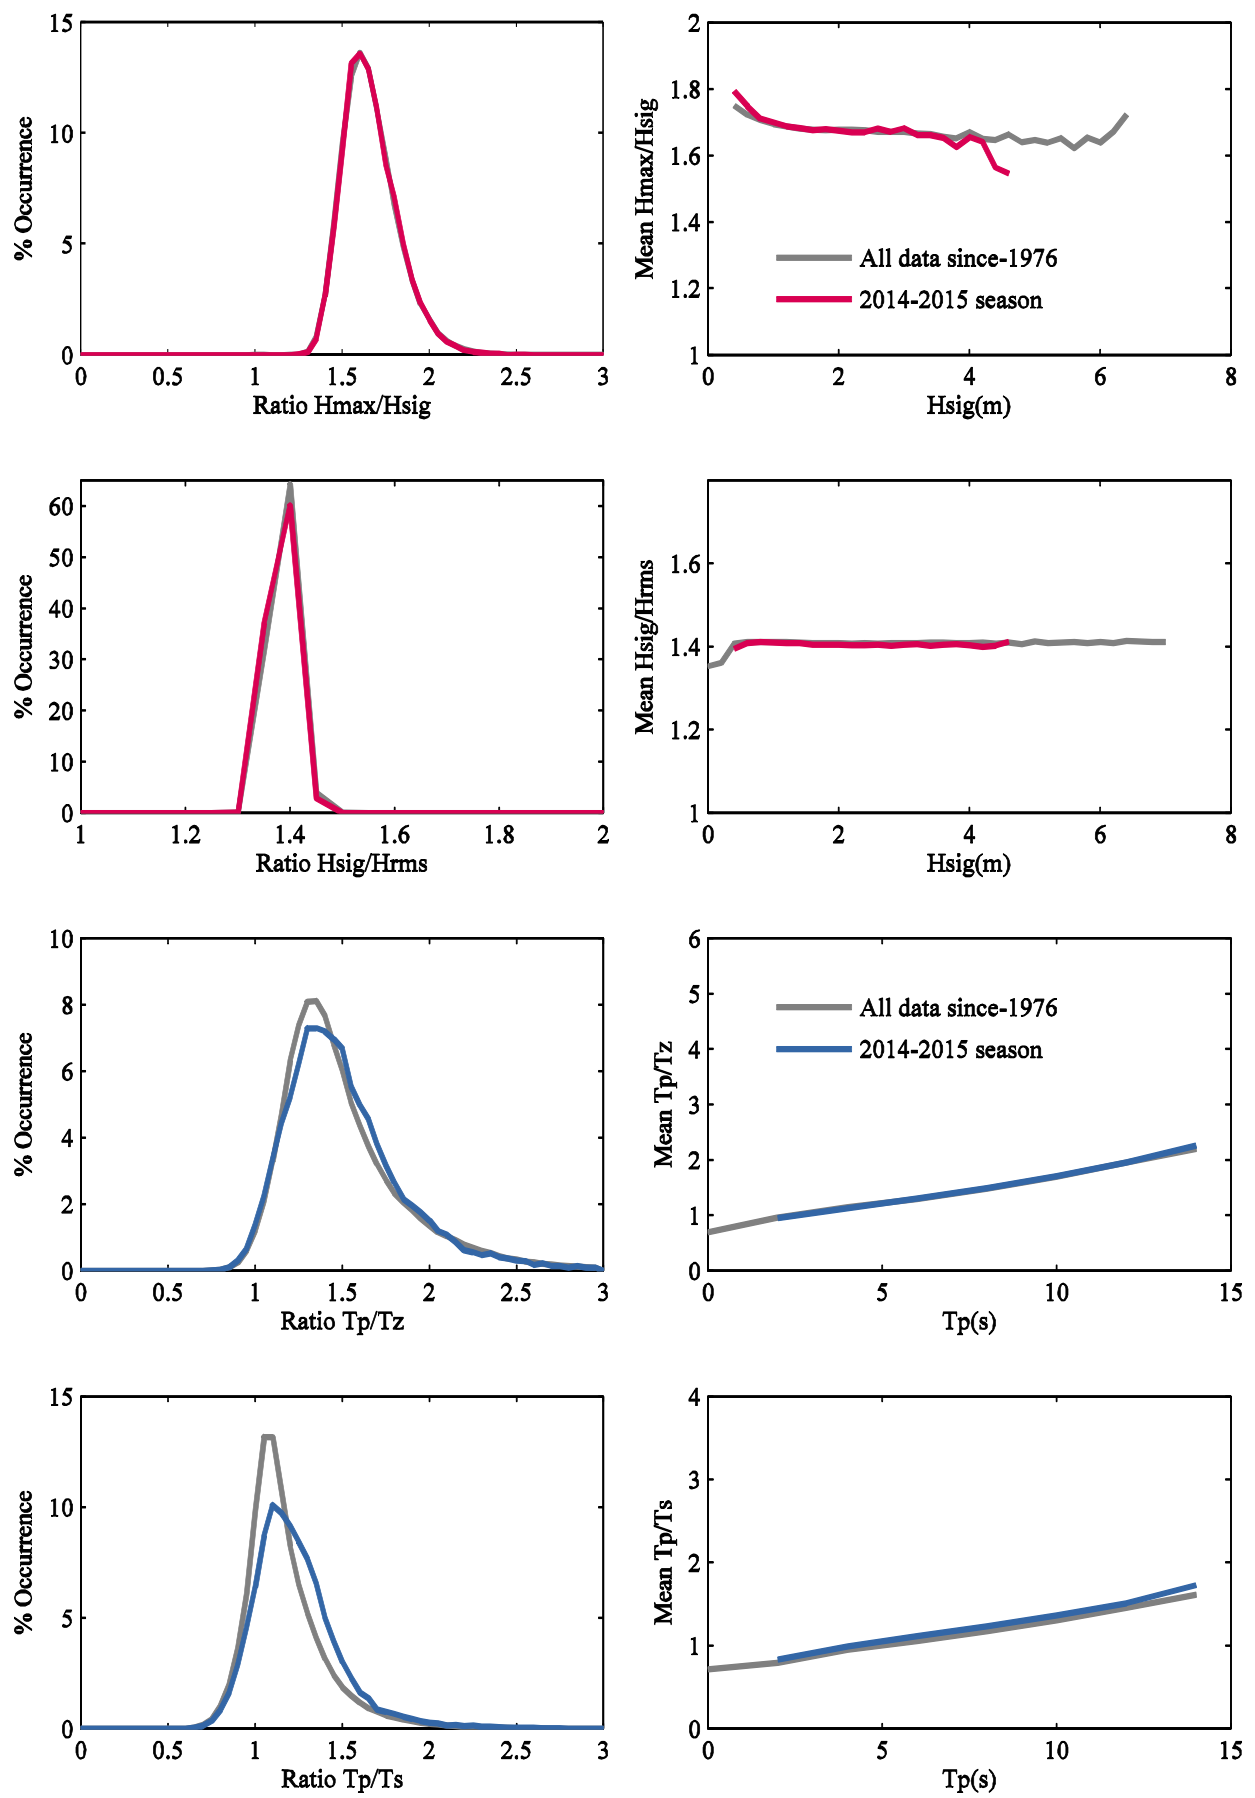 15
10
5
0
% Occurrence
0 0.5 1 1.5 2 2.5 3
Ratio Hmax/Hsig
2
1.8
1.6
1.4
1.2
1
Mean Hmax/Hsig
All data since-1976
2014-2015 season
0 2 4 6 8
Hsig(m)
60
50
40
30
20
10
0
% Occurrence
1 1.2 1.4 1.6 1.8 2
Ratio Hsig/Hrms
1.6
1.4
1.2
1
Mean Hsig/Hrms
0 2 4 6 8
Hsig(m)
10
8
6
4
2
0
% Occurrence
0 0.5 1 1.5 2 2.5 3
Ratio Tp/Tz
6
5
4
3
2
1
0
Mean Tp/Tz
All data since-1976
2014-2015 season
0 5 10 15
Tp(s)
15
10
5
0
% Occurrence
0 0.5 1 1.5 2 2.5 3
Ratio Tp/Ts
4
3
2
1
0
Mean Tp/Ts
0 5 10 15
Tp(s)